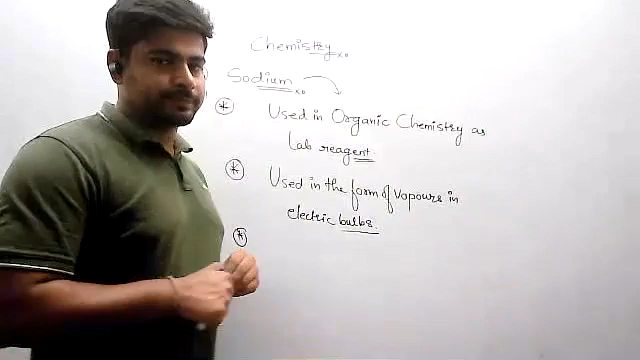 Chemistry
Sodium
* Used in Organic Chemistry as
Lab reagent
* Used in the form of Vapours in
electric bulbs.
*